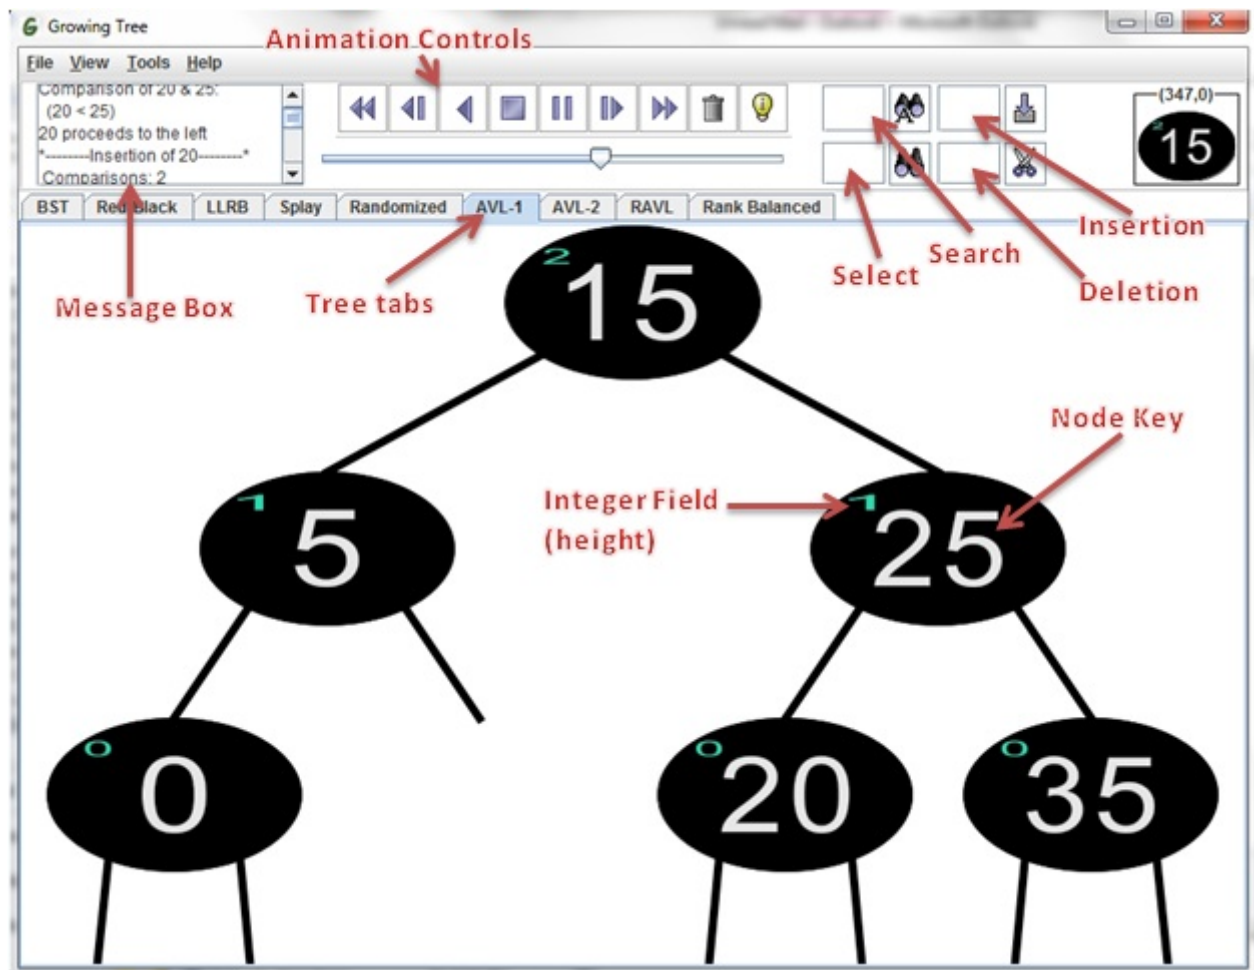 Growing Tree
Animation Controls
File View Tools Help
Comparison of 20 & 25:
(20 < 25)
20 proceeds to the left
*--------Insertion of 20--------*
Comparisons: 2
(347,0)
2
15
BST Red Black LLRB Splay Randomized AVL-1 AVL-2 RAVL Rank Balanced
Message Box
Tree tabs
Select
Search
Insertion
Deletion
2
15
Node Key
Integer Field
(height)
1
5
1
25
0
0
0
20
0
35